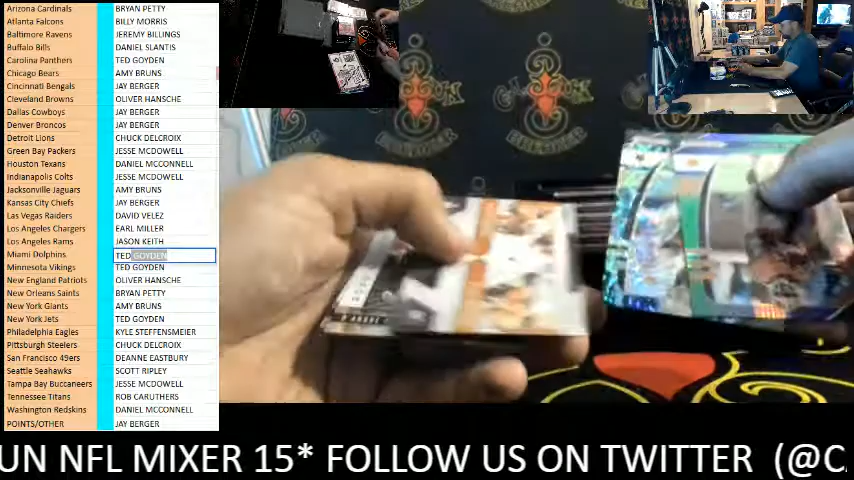 Arizona Cardinals BRYAN PETTY
Atlanta Falcons BILLY MORRIS
Baltimore Ravens JEREMY BILLINGS
Buffalo Bills DANIEL SLANTIS
Carolina Panthers TED GOYDEN
Chicago Bears AMY BRUNS
Cincinnati Bengals JAY BERGER
Cleveland Browns OLIVER HANSCHE
Dallas Cowboys JAY BERGER
Denver Broncos JAY BERGER
Detroit Lions CHUCK DELCROIX
Green Bay Packers JESSE MCDOWELL
Houston Texans DANIEL MCCONNELL
Indianapolis Colts JESSE MCDOWELL
Jacksonville Jaguars AMY BRUNS
Kansas City Chiefs JAY BERGER
Las Vegas Raiders DAVID VELEZ
Los Angeles Chargers EARL MILLER
Los Angeles Rams JASON KEITH
Miami Dolphins TED GOYDEN
Minnesota Vikings TED GOYDEN
New England Patriots OLIVER HANSCHE
New Orleans Saints BRYAN PETTY
New York Giants AMY BRUNS
New York Jets TED GOYDEN
Philadelphia Eagles KYLE STEFFENSMEIER
Pittsburgh Steelers CHUCK DELCROIX
San Francisco 49ers DEANNE EASTBURY
Seattle Seahawks SCOTT RIPLEY
Tampa Bay Buccaneers JESSE MCDOWELL
Tennessee Titans ROB CARUTHERS
Washington Redskins DANIEL MCCONNELL
POINTS/OTHER JAY BERGER
UN NFL MIXER 15* FOLLOW US ON TWITTER (@C